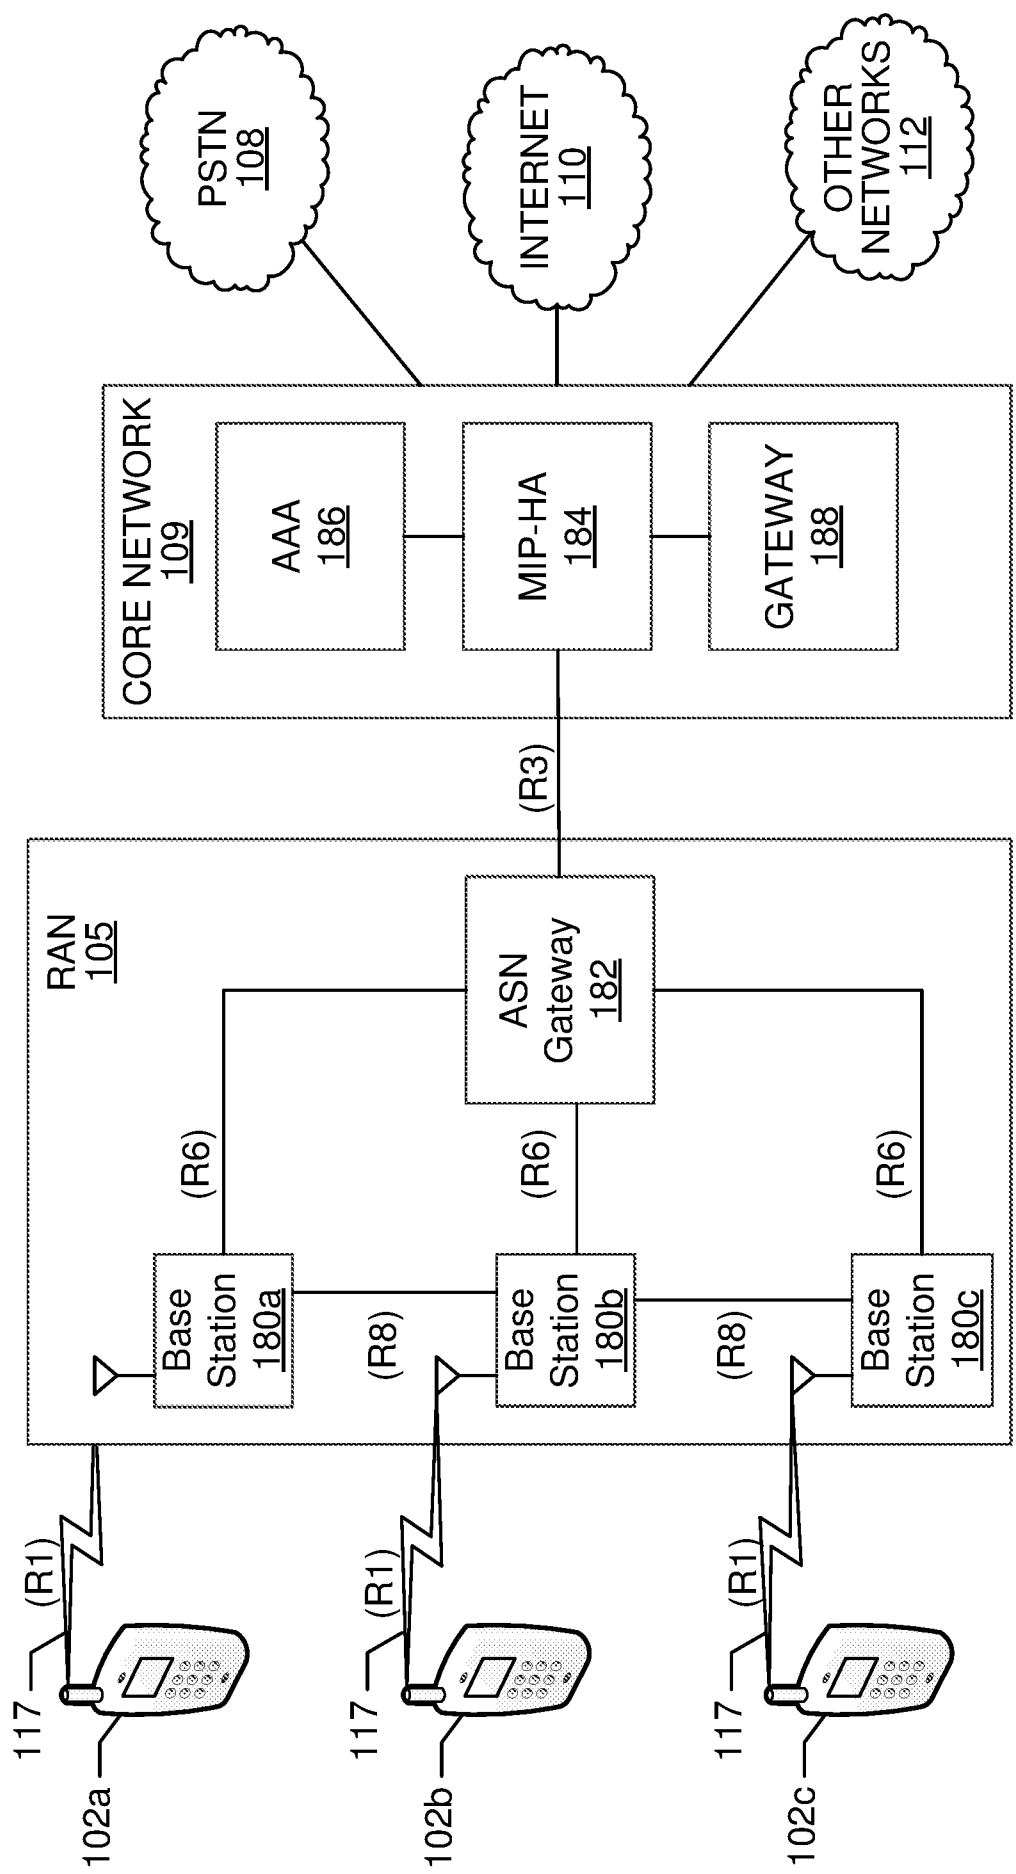 117
102a
(R1)
117
102b
(R1)
117
102c
(R1)
RAN
105
Base
Station
180a
(R8)
Base
Station
180b
(R8)
Base
Station
180c
(R6)
(R6)
(R6)
ASN
Gateway
182
(R3)
CORE NETWORK
109
AAA
186
MIP-HA
184
GATEWAY
188
PSTN
108
INTERNET
110
OTHER
NETWORKS
112